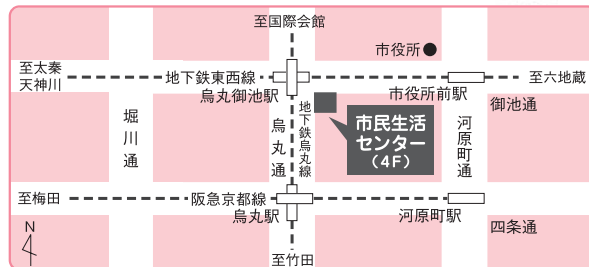 至国際会館
市役所
至太秦
天神川
地下鉄東西線
烏丸御池駅
市役所前駅
至六地蔵
御池通
堀川通
烏丸通
地下鉄烏丸線
市民生活
センター
（4F）
河原町通
至梅田
阪急京都線
烏丸駅
河原町駅
四条通
N
至竹田